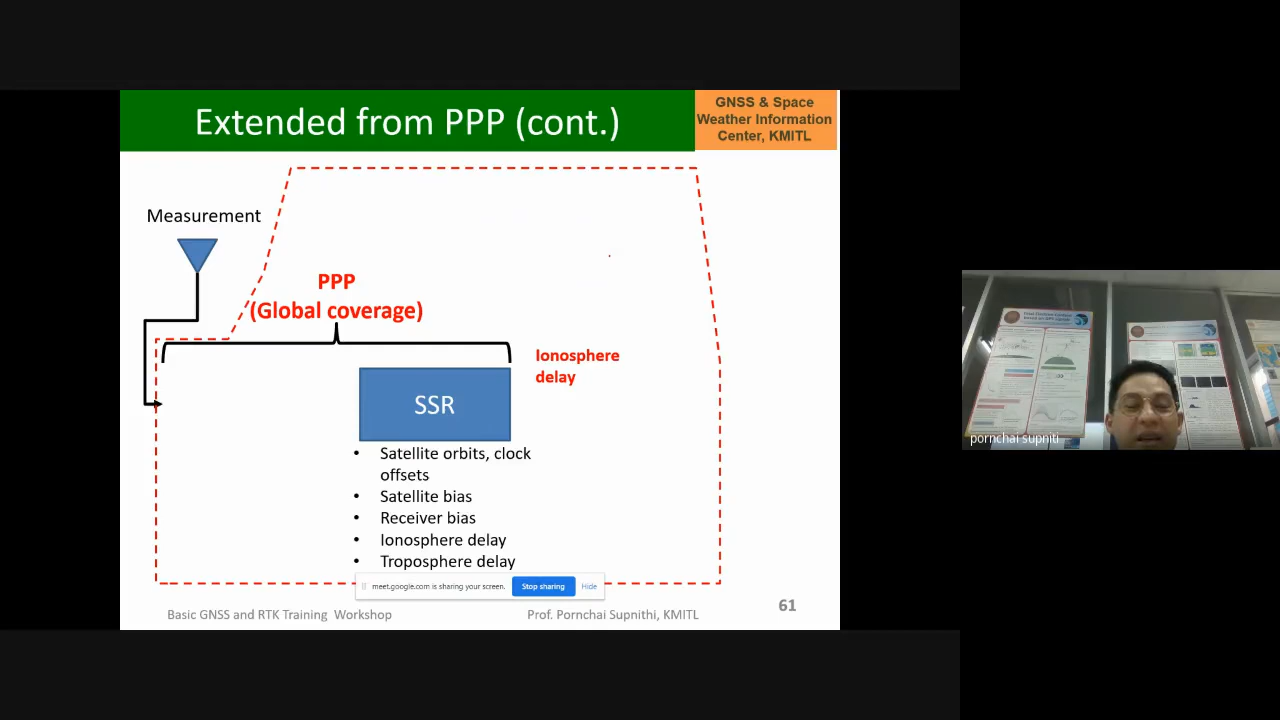 Extended from PPP (cont.)
GNSS & Space
Weather Information
Center, KMITL
Measurement
PPP
(Global coverage)
Ionosphere
delay
SSR
• Satellite orbits, clock
offsets
• Satellite bias
• Receiver bias
• Ionosphere delay
• Troposphere delay
meet.google.com is sharing your screen.
Stop sharing
Hide
Basic GNSS and RTK Training Workshop
Prof. Pornchai Supnithi, KMITL
61
pornchai supniti